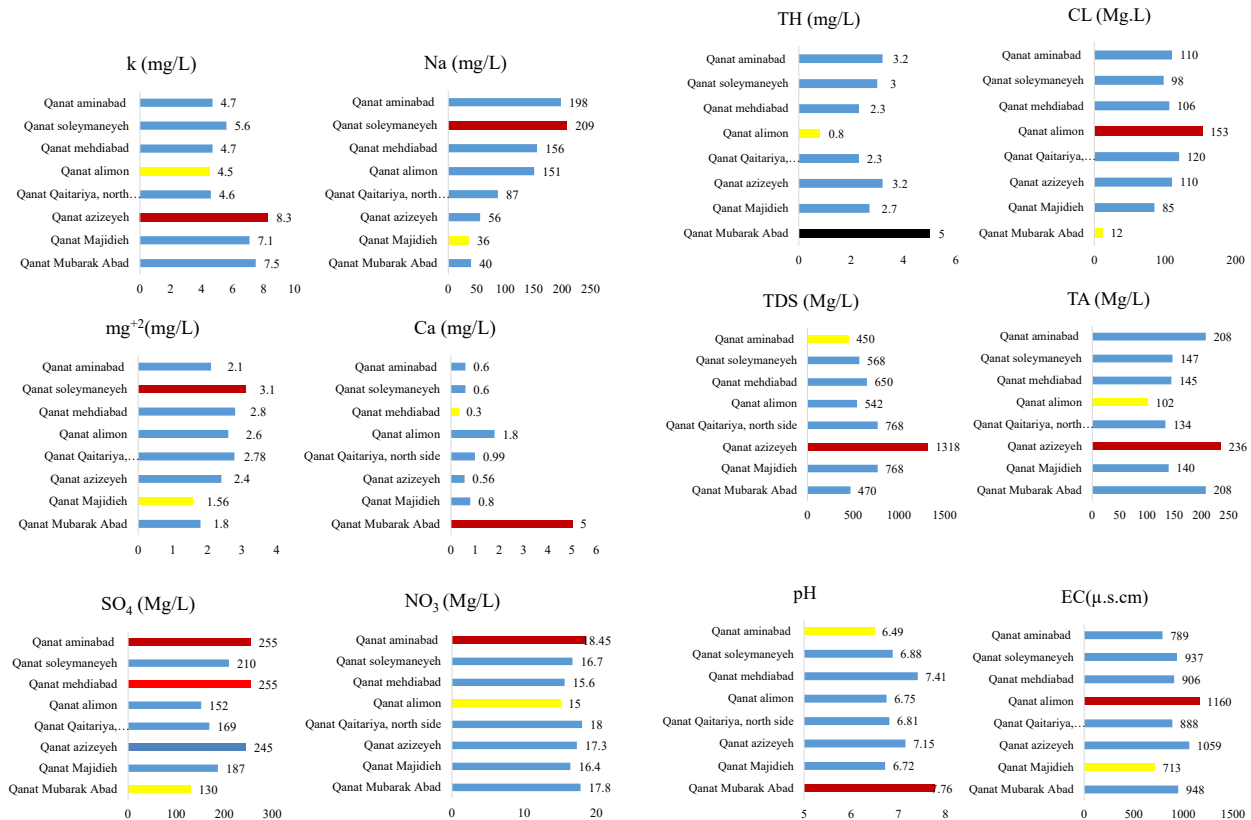 k (mg/L)
Qanat aminabad 4.7
Qanat soleymaneyeh 5.6
Qanat mehdiabad 4.7
Qanat alimon 4.5
Qanat Qaitariya, north… 4.6
Qanat azizeyeh 8.3
Qanat Majidieh 7.1
Qanat Mubarak Abad 7.5
0 2 4 6 8 10
Na (mg/L)
Qanat aminabad 198
Qanat soleymaneyeh 209
Qanat mehdiabad 156
Qanat alimon 151
Qanat Qaitariya, north… 87
Qanat azizeyeh 56
Qanat Majidieh 36
Qanat Mubarak Abad 40
0 50 100 150 200 250
TH (mg/L)
Qanat aminabad 3.2
Qanat soleymaneyeh 3
Qanat mehdiabad 2.3
Qanat alimon 0.8
Qanat Qaitariya,… 2.3
Qanat azizeyeh 3.2
Qanat Majidieh 2.7
Qanat Mubarak Abad 5
0 2 4 6
CL (Mg.L)
Qanat aminabad 110
Qanat soleymaneyeh 98
Qanat mehdiabad 106
Qanat alimon 153
Qanat Qaitariya,… 120
Qanat azizeyeh 110
Qanat Majidieh 85
Qanat Mubarak Abad 12
0 100 200
mg⁺²(mg/L)
Qanat aminabad 2.1
Qanat soleymaneyeh 3.1
Qanat mehdiabad 2.8
Qanat alimon 2.6
Qanat Qaitariya,… 2.78
Qanat azizeyeh 2.4
Qanat Majidieh 1.56
Qanat Mubarak Abad 1.8
0 1 2 3 4
Ca (mg/L)
Qanat aminabad 0.6
Qanat soleymaneyeh 0.6
Qanat mehdiabad 0.3
Qanat alimon 1.8
Qanat Qaitariya, north side 0.99
Qanat azizeyeh 0.56
Qanat Majidieh 0.8
Qanat Mubarak Abad 5
0 1 2 3 4 5 6
TDS (Mg/L)
Qanat aminabad 450
Qanat soleymaneyeh 568
Qanat mehdiabad 650
Qanat alimon 542
Qanat Qaitariya, north side 768
Qanat azizeyeh 1318
Qanat Majidieh 768
Qanat Mubarak Abad 470
0 500 1000 1500
TA (Mg/L)
Qanat aminabad 208
Qanat soleymaneyeh 147
Qanat mehdiabad 145
Qanat alimon 102
Qanat Qaitariya, north… 134
Qanat azizeyeh 236
Qanat Majidieh 140
Qanat Mubarak Abad 208
0 50 100 150 200 250
SO₄ (Mg/L)
Qanat aminabad 255
Qanat soleymaneyeh 210
Qanat mehdiabad 255
Qanat alimon 152
Qanat Qaitariya,… 169
Qanat azizeyeh 245
Qanat Majidieh 187
Qanat Mubarak Abad 130
0 100 200 300
NO₃ (Mg/L)
Qanat aminabad 18.45
Qanat soleymaneyeh 16.7
Qanat mehdiabad 15.6
Qanat alimon 15
Qanat Qaitariya, north side 18
Qanat azizeyeh 17.3
Qanat Majidieh 16.4
Qanat Mubarak Abad 17.8
0 10 20
pH
Qanat aminabad 6.49
Qanat soleymaneyeh 6.88
Qanat mehdiabad 7.41
Qanat alimon 6.75
Qanat Qaitariya, north side 6.81
Qanat azizeyeh 7.15
Qanat Majidieh 6.72
Qanat Mubarak Abad 7.76
5 6 7 8
EC(µ.s.cm)
Qanat aminabad 789
Qanat soleymaneyeh 937
Qanat mehdiabad 906
Qanat alimon 1160
Qanat Qaitariya,… 888
Qanat azizeyeh 1059
Qanat Majidieh 713
Qanat Mubarak Abad 948
0 500 1000 1500